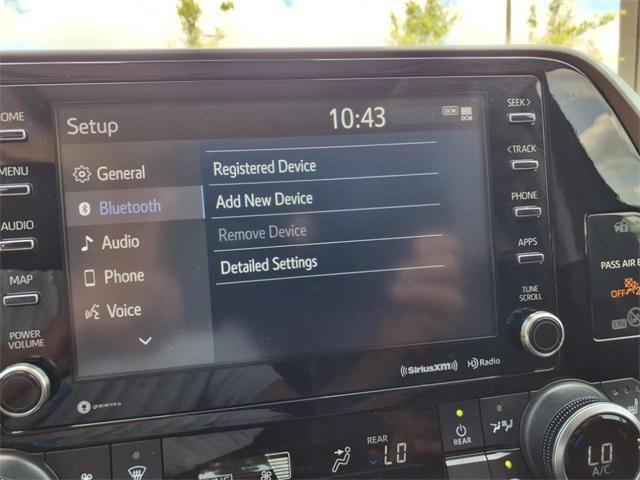 Setup
10:43
DCM
DCM
General
Bluetooth
Audio
Phone
Voice
Registered Device
Add New Device
Remove Device
Detailed Settings
MENU
AUDIO
MAP
POWER
VOLUME
SEEK>
<TRACK
PHONE
APPS
TUNE
SCROLL
gracenote
((SiriusXM))
HD Radio
PASS AIR
OFF
REAR
LO
REAR
LO
A/C